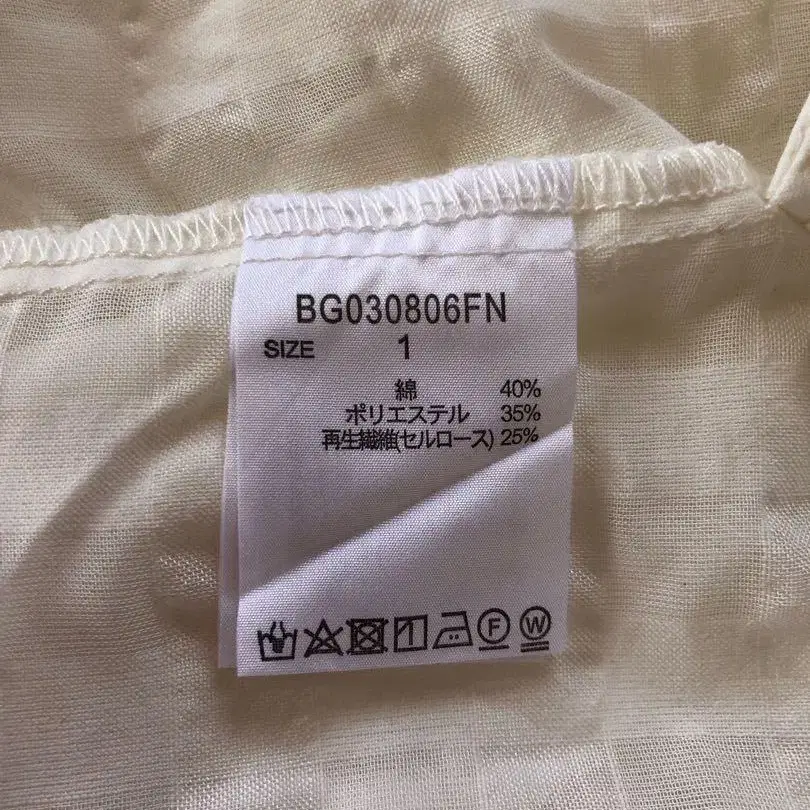 BG030806FN
SIZE 1
綿 40%
ポリエステル 35%
再生繊維(セルロース) 25%
F W